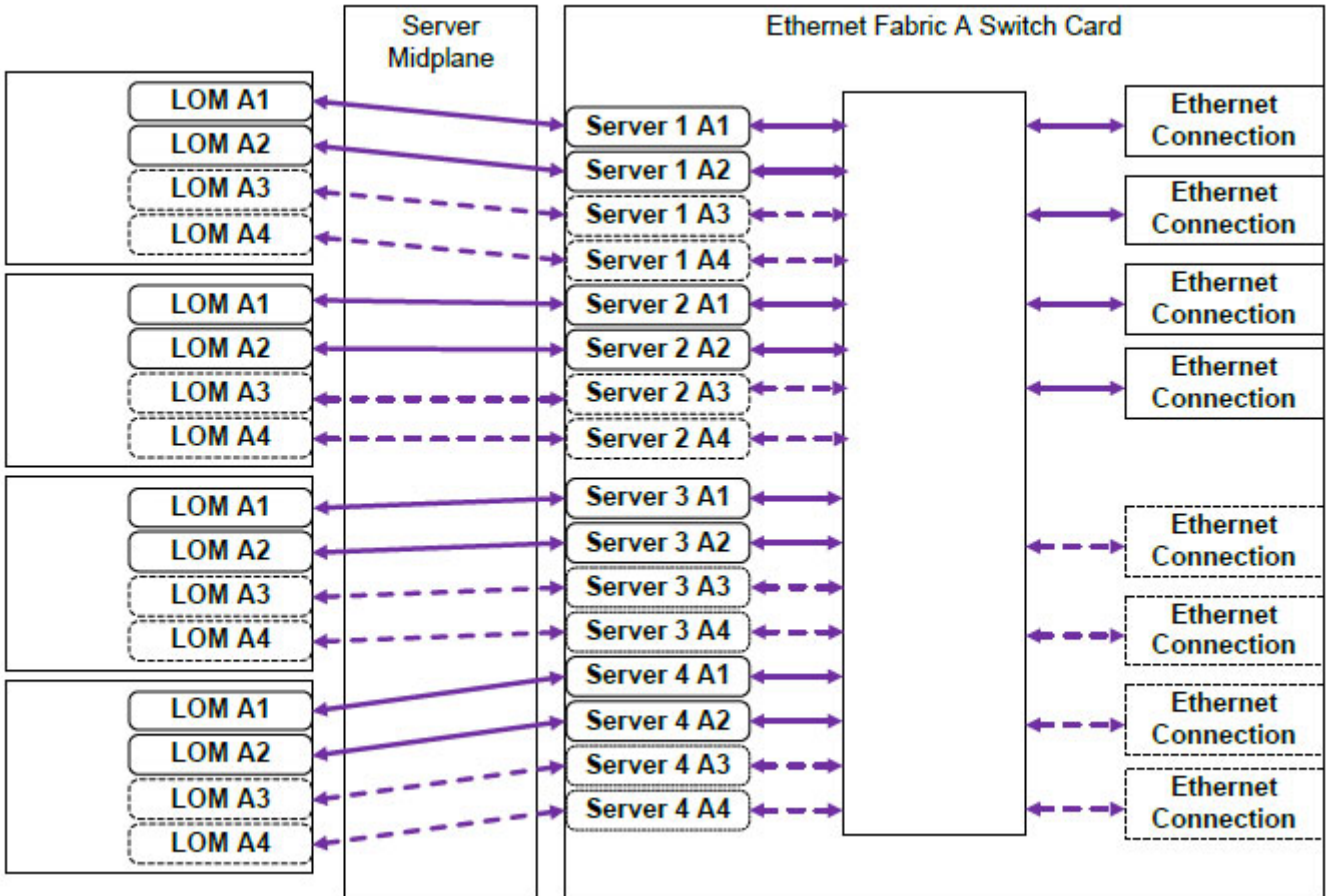 Server
Midplane
Ethernet Fabric A Switch Card
LOM A1
LOM A2
LOM A3
LOM A4
LOM A1
LOM A2
LOM A3
LOM A4
LOM A1
LOM A2
LOM A3
LOM A4
LOM A1
LOM A2
LOM A3
LOM A4
Server 1 A1
Server 1 A2
Server 1 A3
Server 1 A4
Server 2 A1
Server 2 A2
Server 2 A3
Server 2 A4
Server 3 A1
Server 3 A2
Server 3 A3
Server 3 A4
Server 4 A1
Server 4 A2
Server 4 A3
Server 4 A4
Ethernet
Connection
Ethernet
Connection
Ethernet
Connection
Ethernet
Connection
Ethernet
Connection
Ethernet
Connection
Ethernet
Connection
Ethernet
Connection